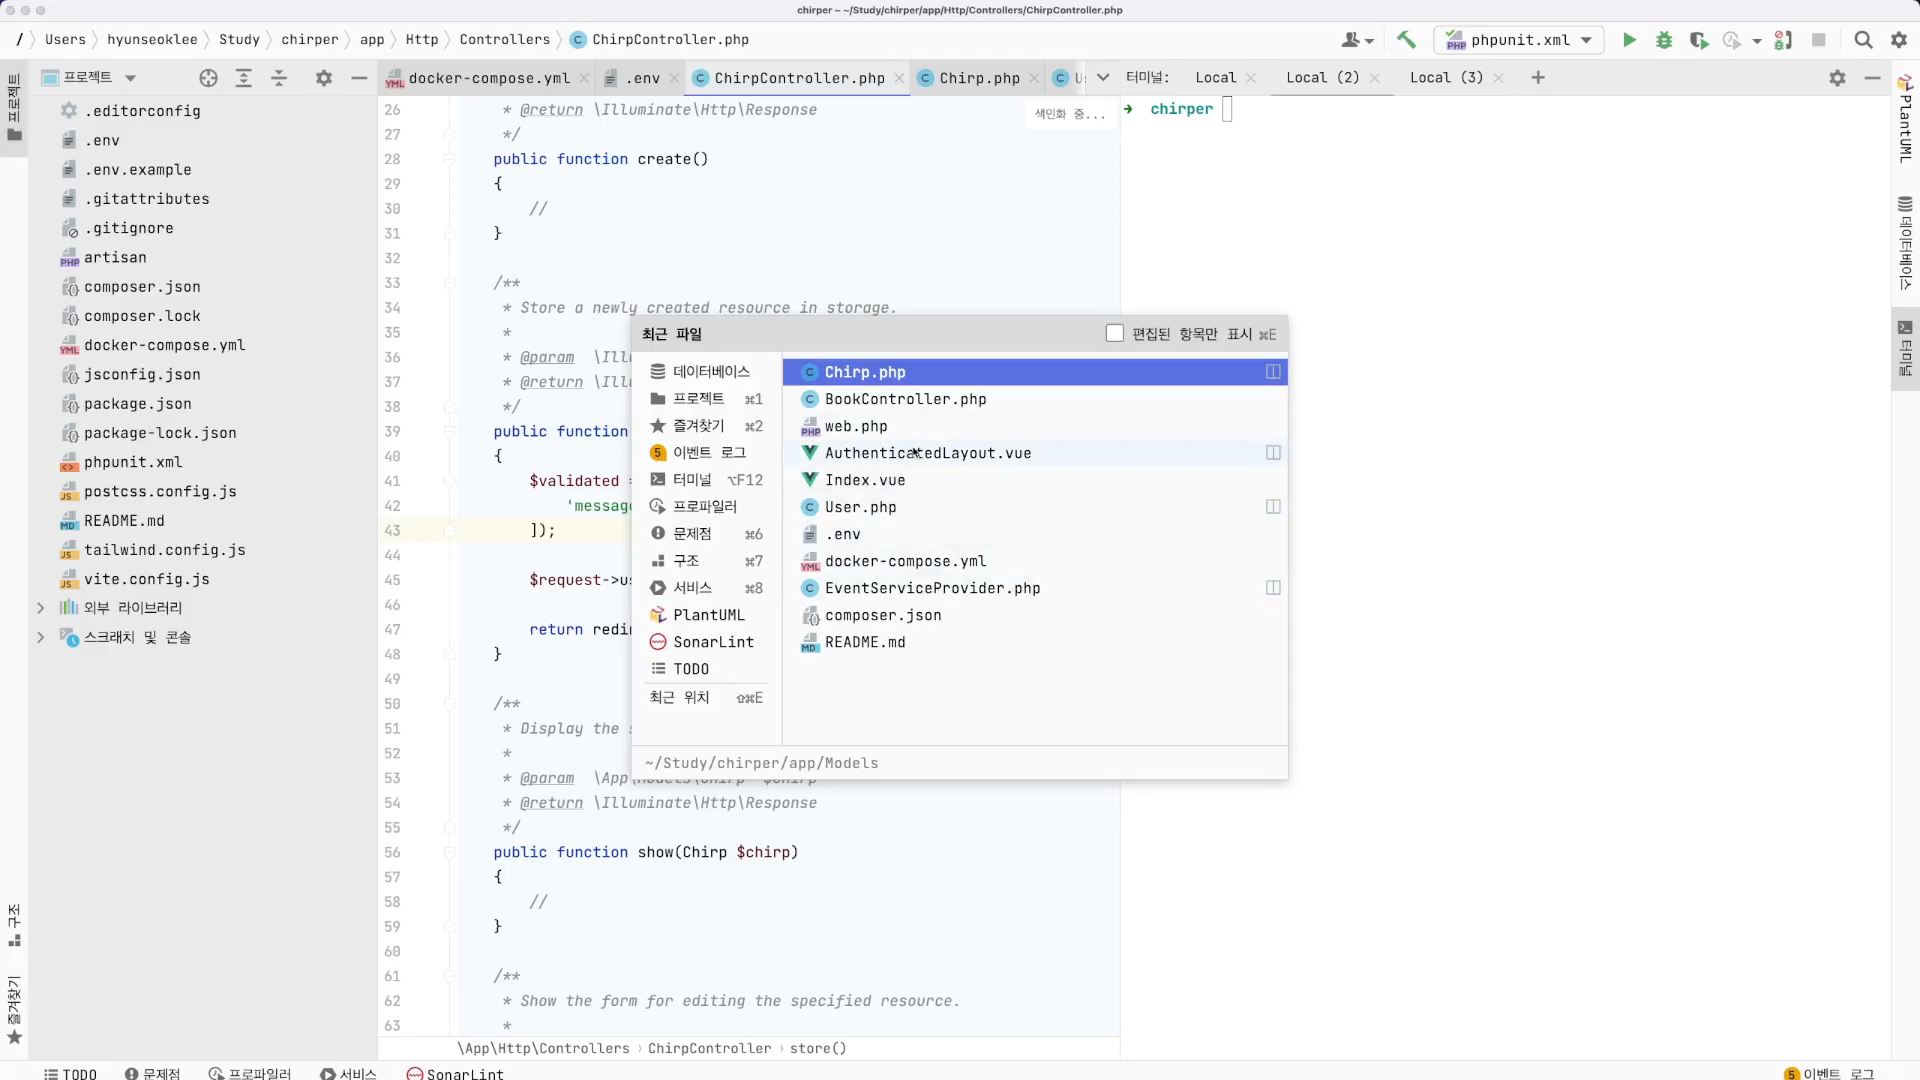 chirper – ~/Study/chirper/app/Http/Controllers/ChirpController.php
/ Users hyunseoklee Study chirper app Http Controllers ChirpController.php
phpunit.xml
프로젝트
docker-compose.yml .env ChirpController.php Chirp.php
터미널: Local Local (2) Local (3)
프로젝트
구조
즐겨찾기
.editorconfig
.env
.env.example
.gitattributes
.gitignore
artisan
composer.json
composer.lock
docker-compose.yml
jsconfig.json
package.json
package-lock.json
phpunit.xml
postcss.config.js
README.md
tailwind.config.js
vite.config.js
외부 라이브러리
스크래치 및 콘솔
26 * @return \Illuminate\Http\Response
27 */
28 public function create()
29 {
30 //
31 }
32
33 /**
34 * Store a newly created resource in storage.
35 *
36 * @param
37 * @return
38 */
39 public function
40 {
41 $validated =
42 'message
43 ]);
44
45 $request->us
46
47 return redir
48 }
49
50 /**
51 * Display the
52 *
53 * @param
54 * @return \Illuminate\Http\Response
55 */
56 public function show(Chirp $chirp)
57 {
58 //
59 }
60
61 /**
62 * Show the form for editing the specified resource.
63 *
색인화 중...
chirper
최근 파일
편집된 항목만 표시 ⌘E
데이터베이스
프로젝트 ⌘1
즐겨찾기 ⌘2
5 이벤트 로그
터미널 ⌥F12
프로파일러
문제점 ⌘6
구조 ⌘7
서비스 ⌘8
PlantUML
SonarLint
TODO
최근 위치 ⇧⌘E
Chirp.php
BookController.php
web.php
AuthenticatedLayout.vue
Index.vue
User.php
.env
docker-compose.yml
EventServiceProvider.php
composer.json
README.md
~/Study/chirper/app/Models
PlantUML
데이터베이스
터미널
\App\Http\Controllers › ChirpController › store()
TODO 문제점 프로파일러 서비스 SonarLint
5 이벤트 로그